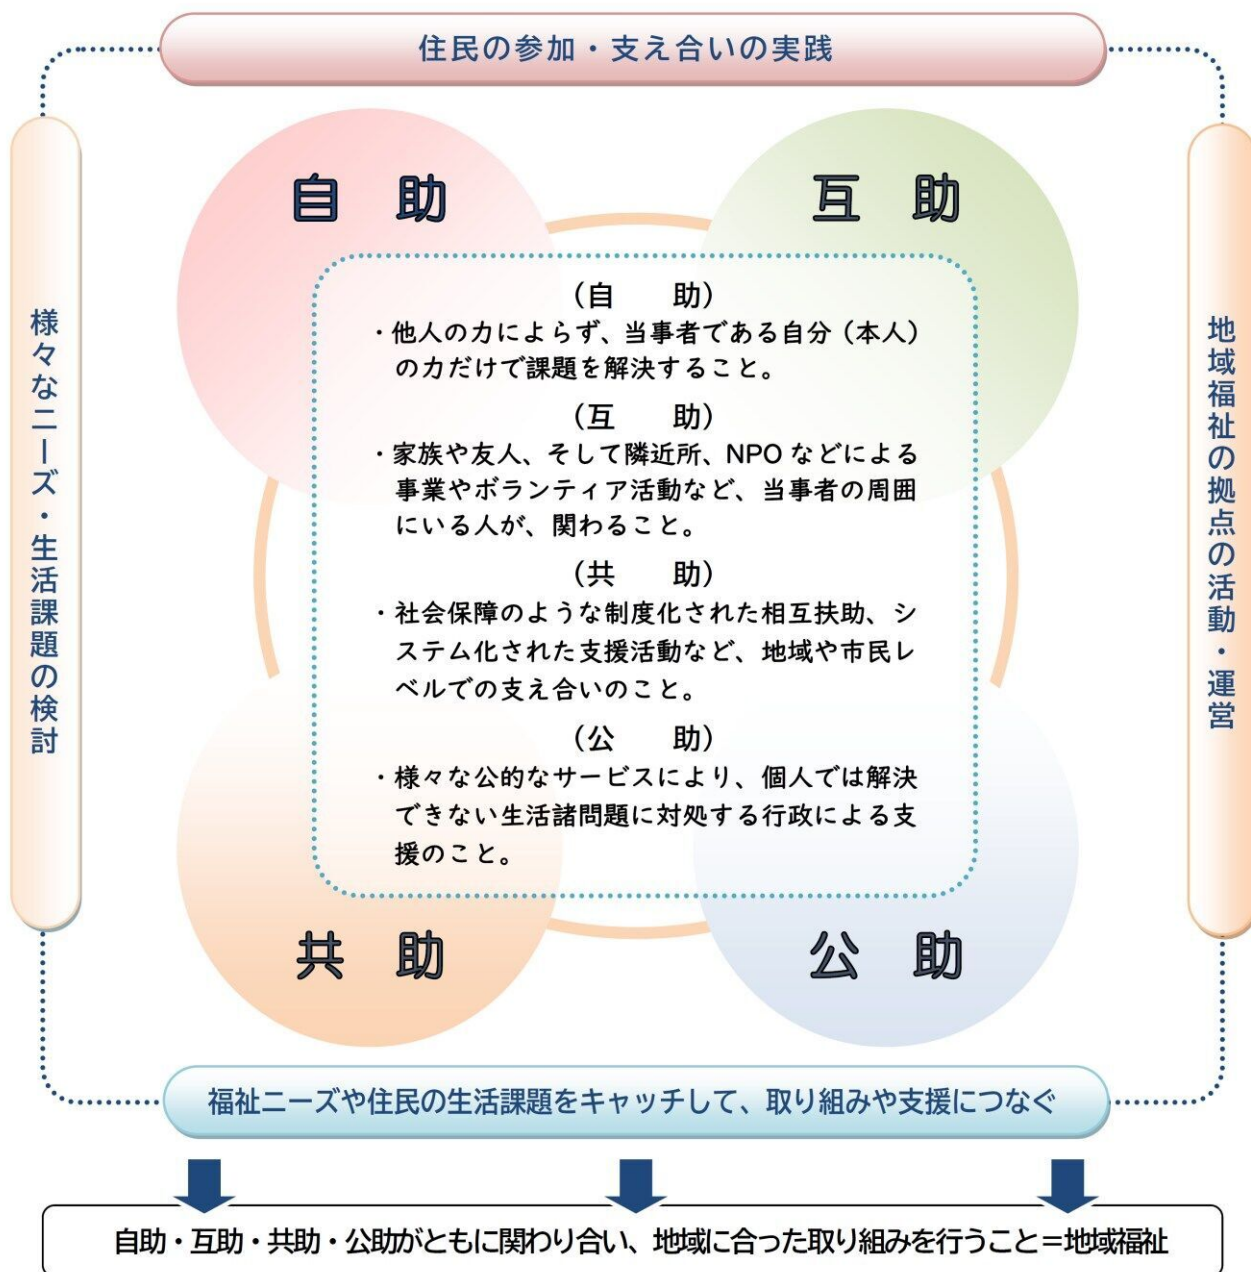 住民の参加・支え合いの実践
自　助
互　助
様々なニーズ・生活課題の検討
地域福祉の拠点の活動・運営
（自　　助）
・他人の力によらず、当事者である自分（本人）
の力だけで課題を解決すること。
（互　　助）
・家族や友人、そして隣近所、NPO などによる
事業やボランティア活動など、当事者の周囲
にいる人が、関わること。
（共　　助）
・社会保障のような制度化された相互扶助、シ
ステム化された支援活動など、地域や市民レ
ベルでの支え合いのこと。
（公　　助）
・様々な公的なサービスにより、個人では解決
できない生活諸問題に対処する行政による支
援のこと。
共　助
公　助
福祉ニーズや住民の生活課題をキャッチして、取り組みや支援につなぐ
自助・互助・共助・公助がともに関わり合い、地域に合った取り組みを行うこと＝地域福祉